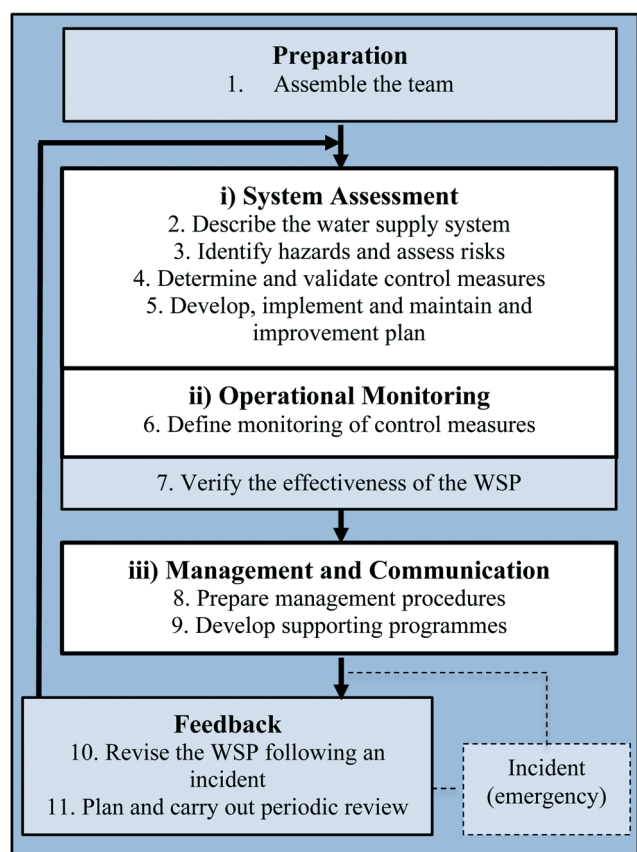 Preparation
1. Assemble the team
i) System Assessment
2. Describe the water supply system
3. Identify hazards and assess risks
4. Determine and validate control measures
5. Develop, implement and maintain and
improvement plan
ii) Operational Monitoring
6. Define monitoring of control measures
7. Verify the effectiveness of the WSP
iii) Management and Communication
8. Prepare management procedures
9. Develop supporting programmes
Feedback
10. Revise the WSP following an
incident
11. Plan and carry out periodic review
Incident
(emergency)